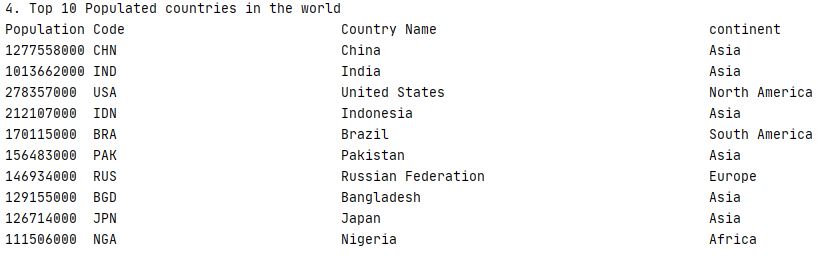 4. Top 10 Populated countries in the world
Population Code Country Name continent
1277558000 CHN China Asia
1013662000 IND India Asia
278357000 USA United States North America
212107000 IDN Indonesia Asia
170115000 BRA Brazil South America
156483000 PAK Pakistan Asia
146934000 RUS Russian Federation Europe
129155000 BGD Bangladesh Asia
126714000 JPN Japan Asia
111506000 NGA Nigeria Africa